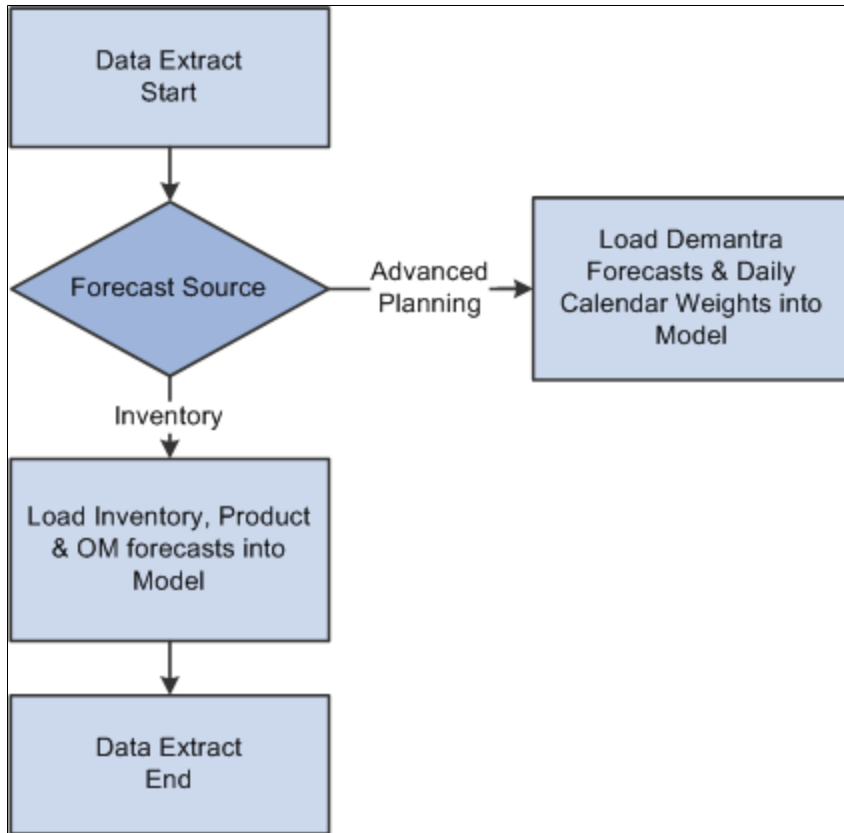 Data Extract
Start
Forecast Source
Advanced
Planning
Load Demantra
Forecasts & Daily
Calendar Weights into
Model
Inventory
Load Inventory, Product
& OM forecasts into
Model
Data Extract
End